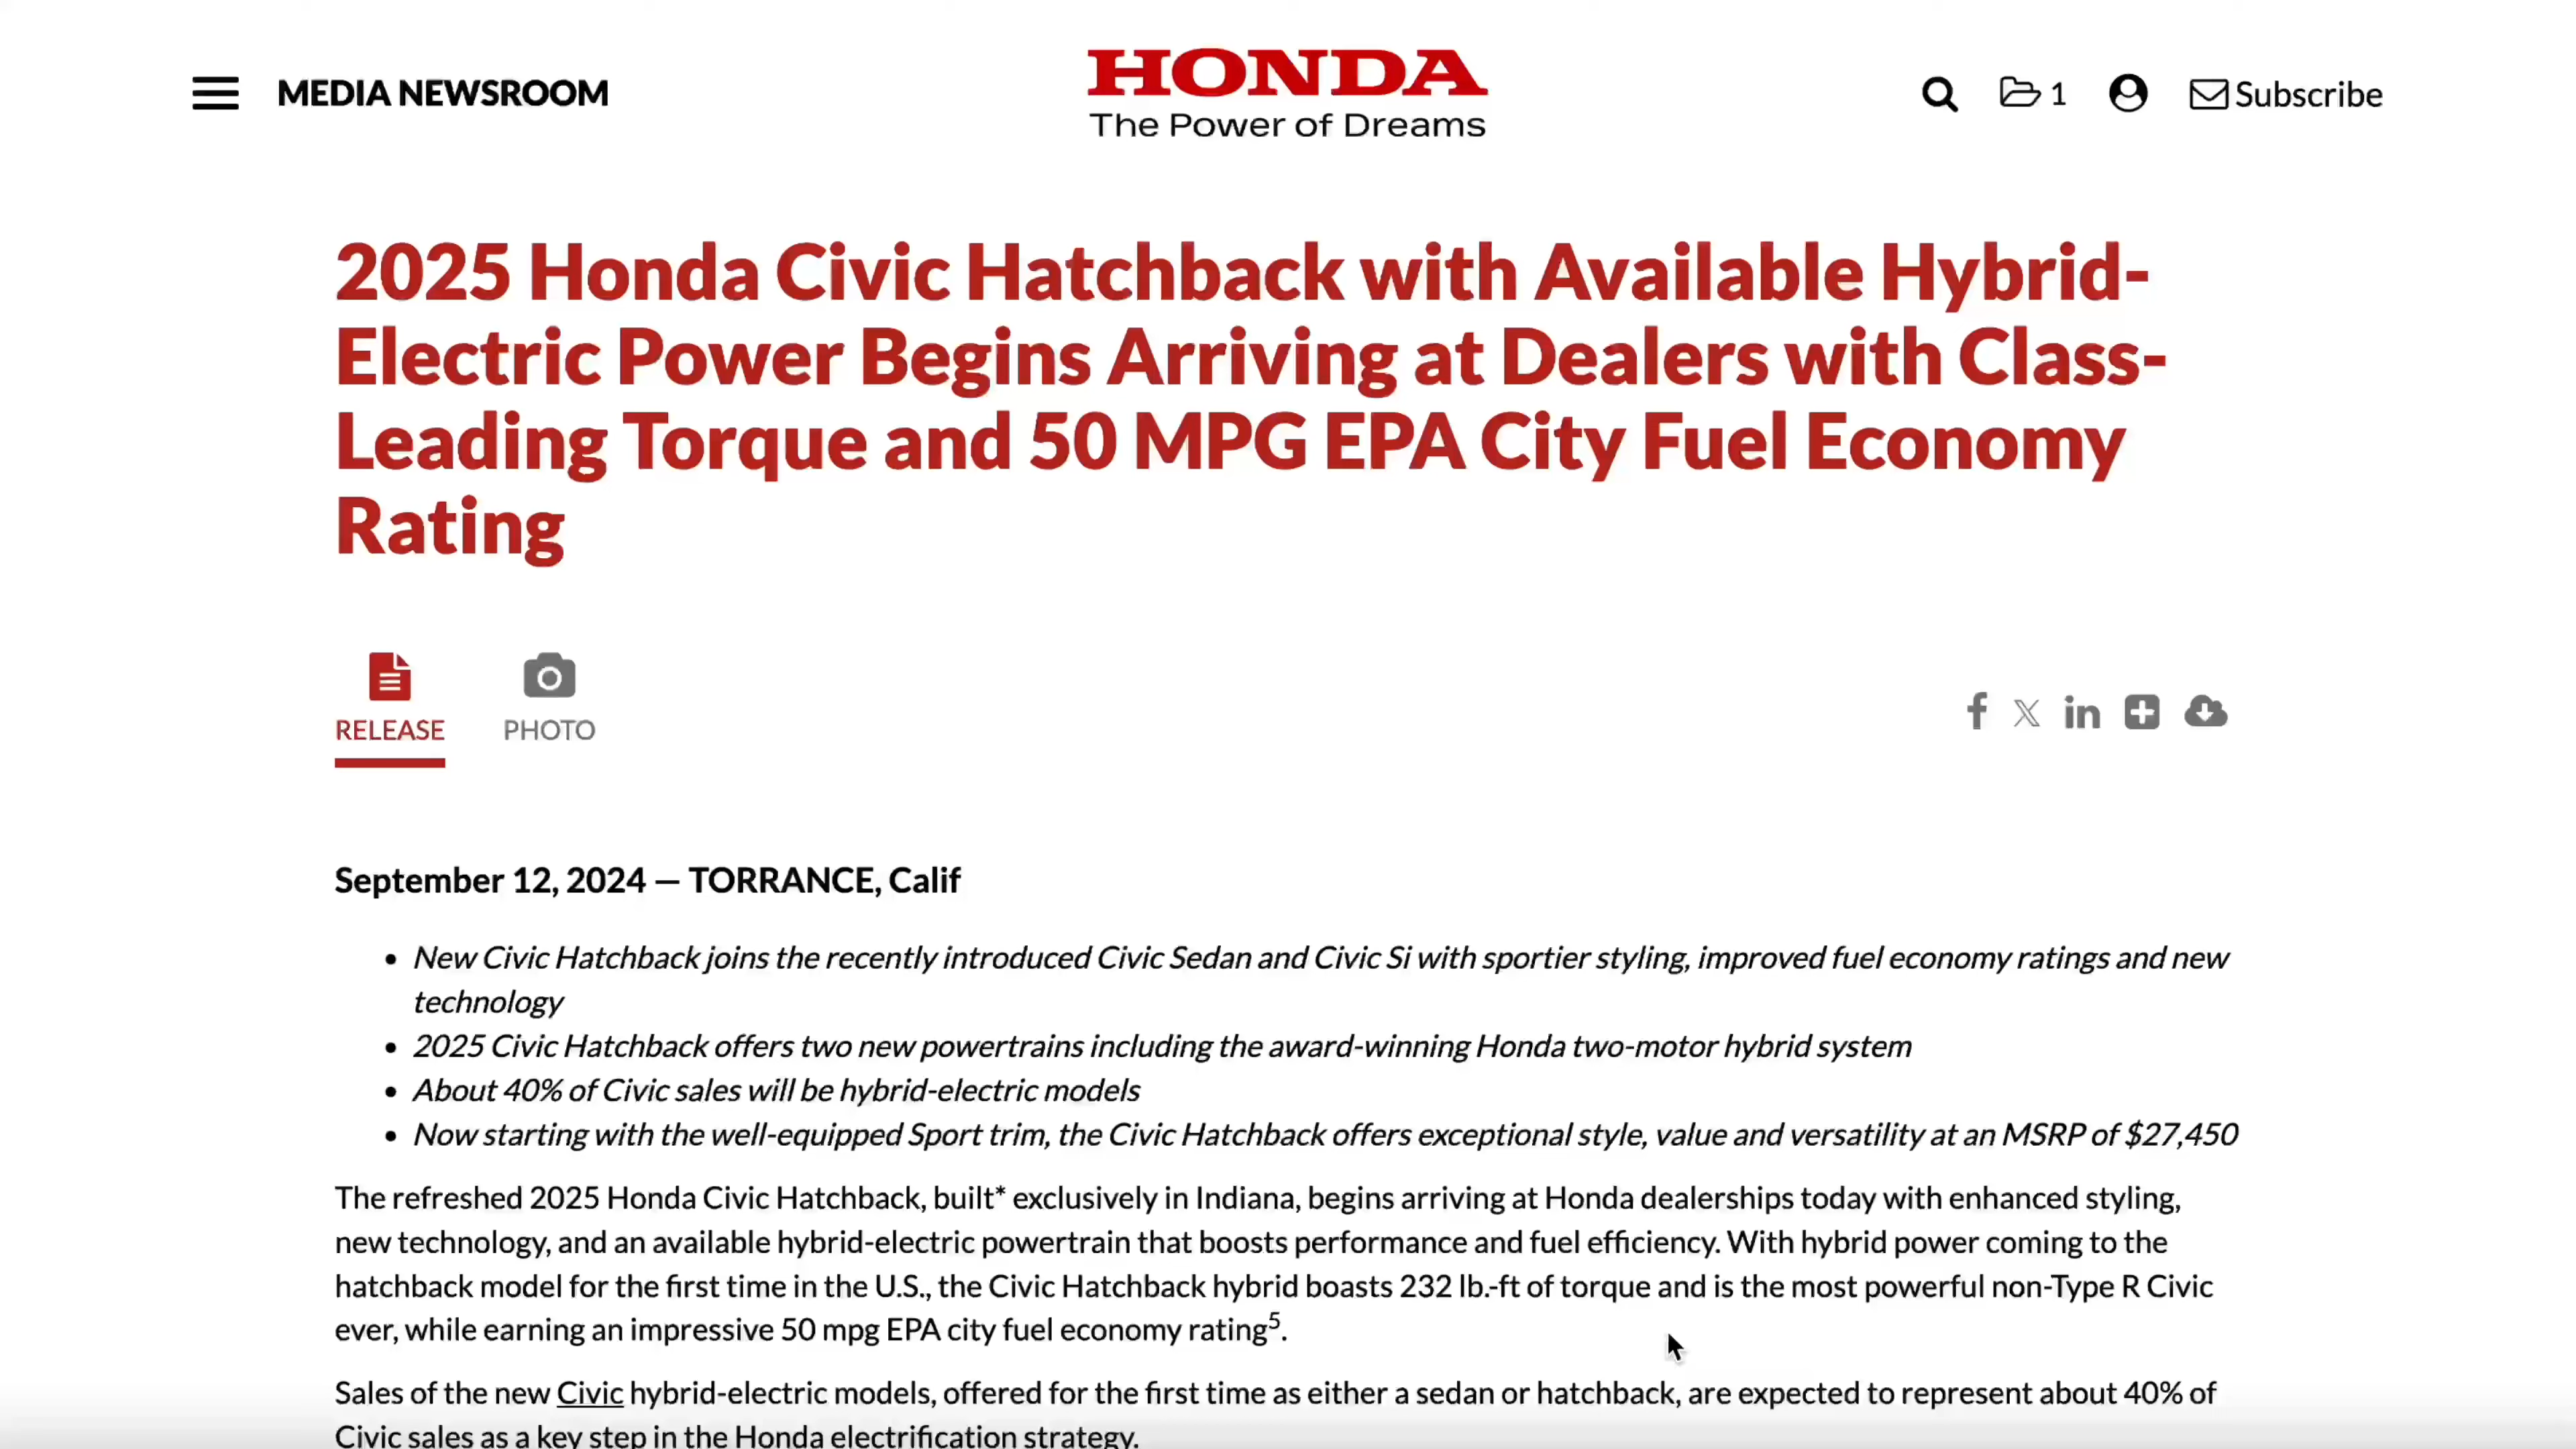 MEDIA NEWSROOM
HONDA
The Power of Dreams
1
Subscribe
2025 Honda Civic Hatchback with Available Hybrid-
Electric Power Begins Arriving at Dealers with Class-
Leading Torque and 50 MPG EPA City Fuel Economy
Rating
RELEASE
PHOTO
September 12, 2024 — TORRANCE, Calif
• New Civic Hatchback joins the recently introduced Civic Sedan and Civic Si with sportier styling, improved fuel economy ratings and new
technology
• 2025 Civic Hatchback offers two new powertrains including the award-winning Honda two-motor hybrid system
• About 40% of Civic sales will be hybrid-electric models
• Now starting with the well-equipped Sport trim, the Civic Hatchback offers exceptional style, value and versatility at an MSRP of $27,450
The refreshed 2025 Honda Civic Hatchback, built* exclusively in Indiana, begins arriving at Honda dealerships today with enhanced styling,
new technology, and an available hybrid-electric powertrain that boosts performance and fuel efficiency. With hybrid power coming to the
hatchback model for the first time in the U.S., the Civic Hatchback hybrid boasts 232 lb.-ft of torque and is the most powerful non-Type R Civic
ever, while earning an impressive 50 mpg EPA city fuel economy rating⁵.
Sales of the new Civic hybrid-electric models, offered for the first time as either a sedan or hatchback, are expected to represent about 40% of
Civic sales as a key step in the Honda electrification strategy.